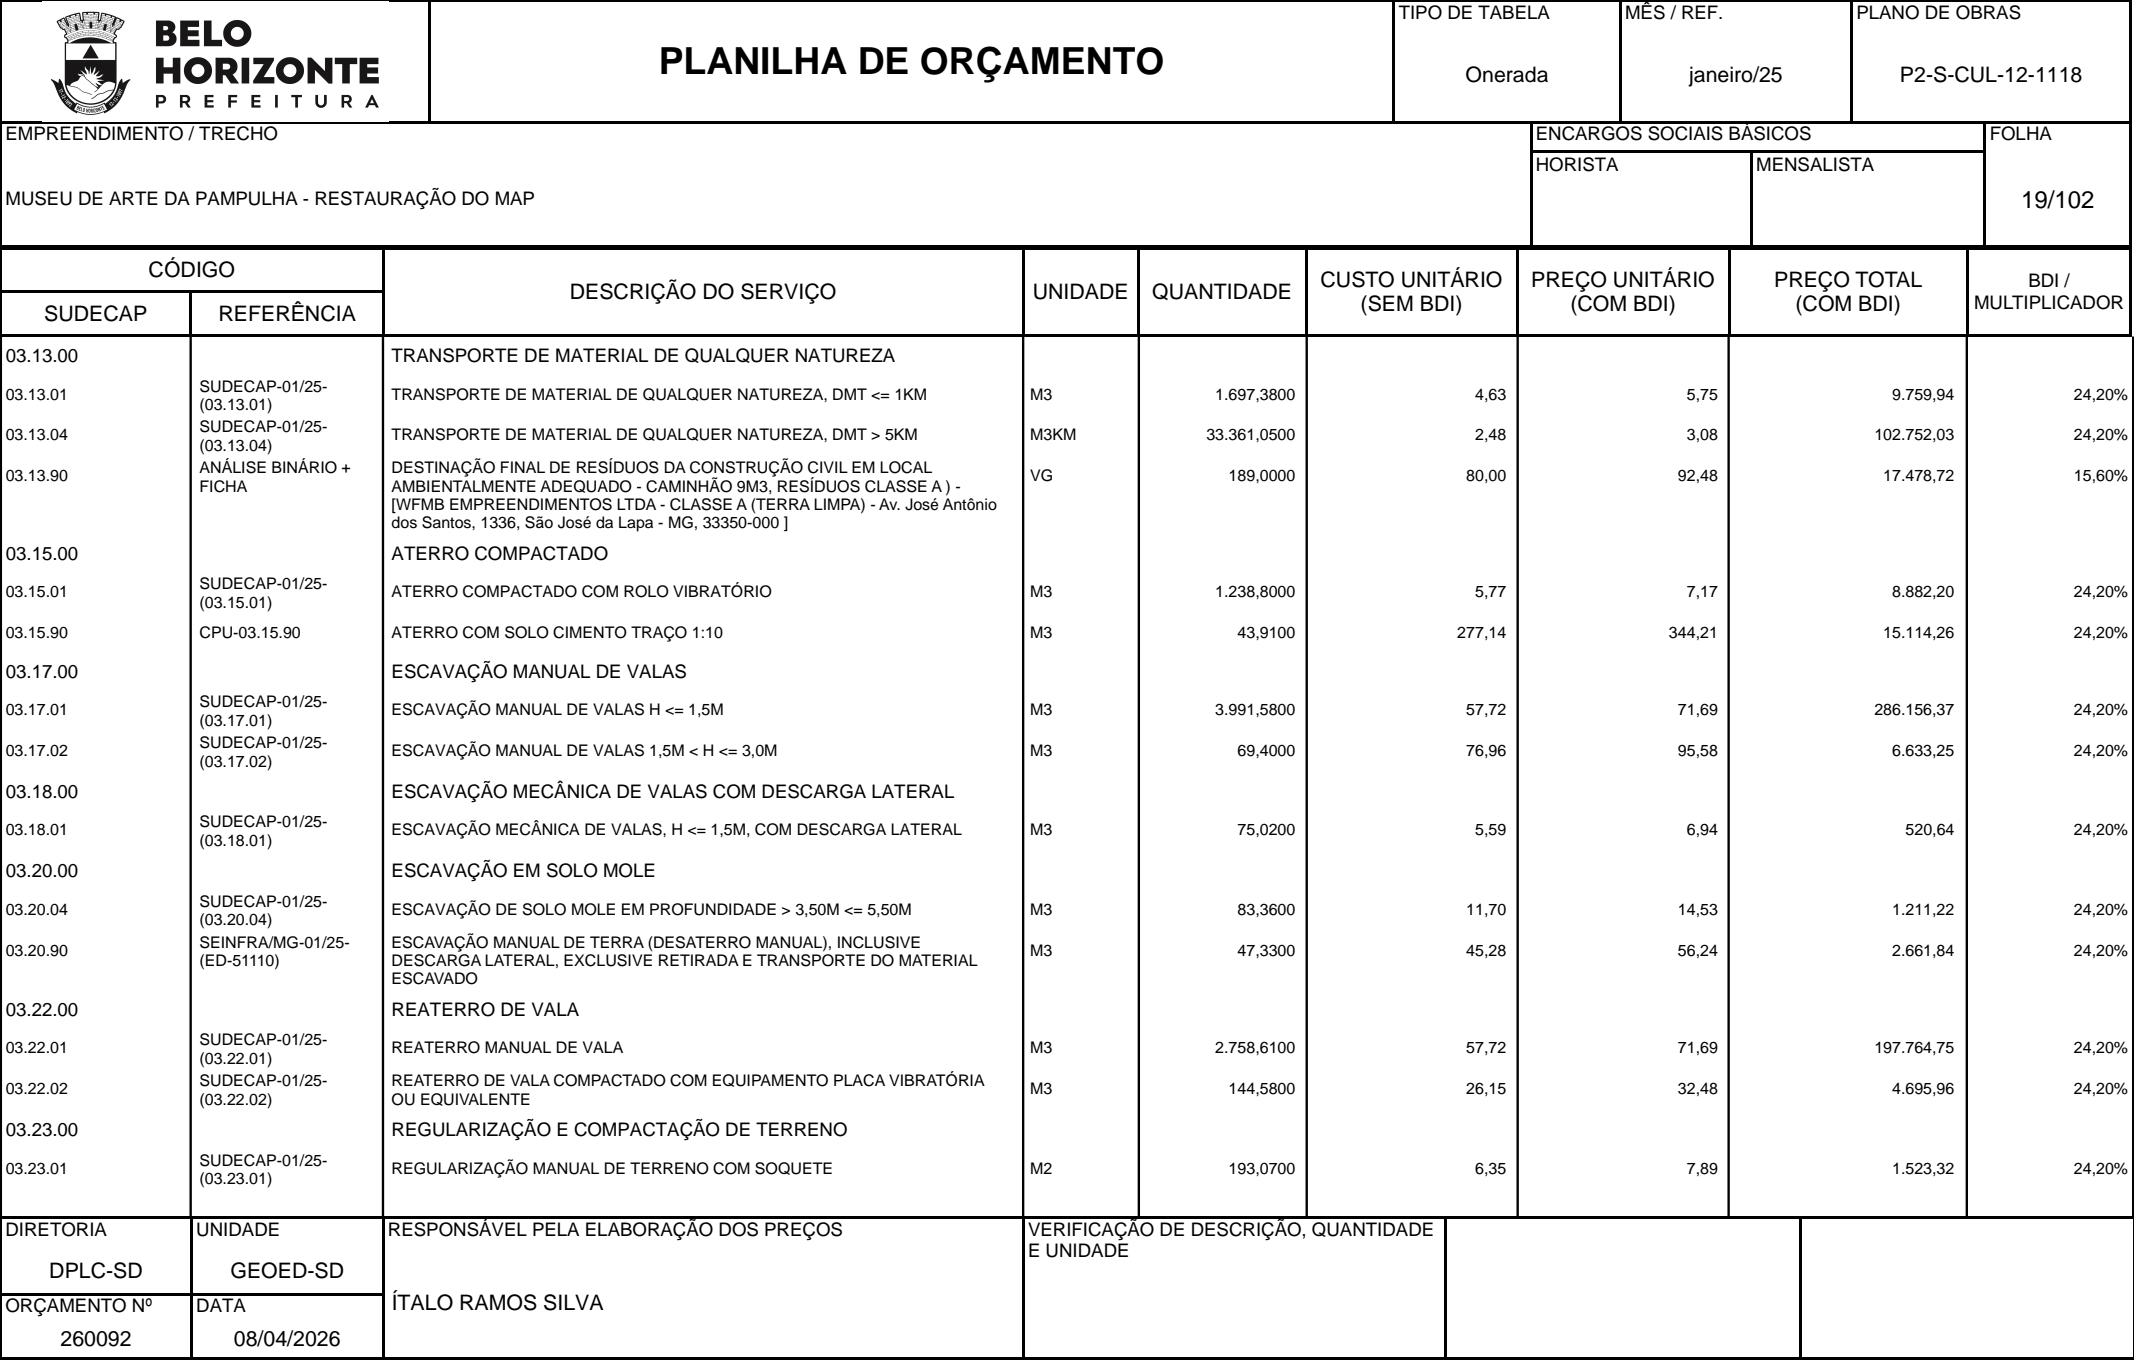 BELO
HORIZONTE
PREFEITURA
PLANILHA DE ORÇAMENTO
TIPO DE TABELA
Onerada
MÊS / REF.
janeiro/25
PLANO DE OBRAS
P2-S-CUL-12-1118
EMPREENDIMENTO / TRECHO
MUSEU DE ARTE DA PAMPULHA - RESTAURAÇÃO DO MAP
ENCARGOS SOCIAIS BÁSICOS
HORISTA
MENSALISTA
FOLHA
19/102
CÓDIGO
SUDECAP
REFERÊNCIA
DESCRIÇÃO DO SERVIÇO
UNIDADE
QUANTIDADE
CUSTO UNITÁRIO
(SEM BDI)
PREÇO UNITÁRIO
(COM BDI)
PREÇO TOTAL
(COM BDI)
BDI /
MULTIPLICADOR
03.13.00 TRANSPORTE DE MATERIAL DE QUALQUER NATUREZA
03.13.01 SUDECAP-01/25-
(03.13.01) TRANSPORTE DE MATERIAL DE QUALQUER NATUREZA, DMT <= 1KM M3 1.697,3800 4,63 5,75 9.759,94 24,20%
03.13.04 SUDECAP-01/25-
(03.13.04) TRANSPORTE DE MATERIAL DE QUALQUER NATUREZA, DMT > 5KM M3KM 33.361,0500 2,48 3,08 102.752,03 24,20%
03.13.90 ANÁLISE BINÁRIO +
FICHA
DESTINAÇÃO FINAL DE RESÍDUOS DA CONSTRUÇÃO CIVIL EM LOCAL
AMBIENTALMENTE ADEQUADO - CAMINHÃO 9M3, RESÍDUOS CLASSE A ) -
[WFMB EMPREENDIMENTOS LTDA - CLASSE A (TERRA LIMPA) - Av. José Antônio
dos Santos, 1336, São José da Lapa - MG, 33350-000 ]
VG 189,0000 80,00 92,48 17.478,72 15,60%
03.15.00 ATERRO COMPACTADO
03.15.01 SUDECAP-01/25-
(03.15.01) ATERRO COMPACTADO COM ROLO VIBRATÓRIO M3 1.238,8000 5,77 7,17 8.882,20 24,20%
03.15.90 CPU-03.15.90 ATERRO COM SOLO CIMENTO TRAÇO 1:10 M3 43,9100 277,14 344,21 15.114,26 24,20%
03.17.00 ESCAVAÇÃO MANUAL DE VALAS
03.17.01 SUDECAP-01/25-
(03.17.01) ESCAVAÇÃO MANUAL DE VALAS H <= 1,5M M3 3.991,5800 57,72 71,69 286.156,37 24,20%
03.17.02 SUDECAP-01/25-
(03.17.02) ESCAVAÇÃO MANUAL DE VALAS 1,5M < H <= 3,0M M3 69,4000 76,96 95,58 6.633,25 24,20%
03.18.00 ESCAVAÇÃO MECÂNICA DE VALAS COM DESCARGA LATERAL
03.18.01 SUDECAP-01/25-
(03.18.01) ESCAVAÇÃO MECÂNICA DE VALAS, H <= 1,5M, COM DESCARGA LATERAL M3 75,0200 5,59 6,94 520,64 24,20%
03.20.00 ESCAVAÇÃO EM SOLO MOLE
03.20.04 SUDECAP-01/25-
(03.20.04) ESCAVAÇÃO DE SOLO MOLE EM PROFUNDIDADE > 3,50M <= 5,50M M3 83,3600 11,70 14,53 1.211,22 24,20%
03.20.90 SEINFRA/MG-01/25-
(ED-51110)
ESCAVAÇÃO MANUAL DE TERRA (DESATERRO MANUAL), INCLUSIVE
DESCARGA LATERAL, EXCLUSIVE RETIRADA E TRANSPORTE DO MATERIAL
ESCAVADO
M3 47,3300 45,28 56,24 2.661,84 24,20%
03.22.00 REATERRO DE VALA
03.22.01 SUDECAP-01/25-
(03.22.01) REATERRO MANUAL DE VALA M3 2.758,6100 57,72 71,69 197.764,75 24,20%
03.22.02 SUDECAP-01/25-
(03.22.02)
REATERRO DE VALA COMPACTADO COM EQUIPAMENTO PLACA VIBRATÓRIA
OU EQUIVALENTE
M3 144,5800 26,15 32,48 4.695,96 24,20%
03.23.00 REGULARIZAÇÃO E COMPACTAÇÃO DE TERRENO
03.23.01 SUDECAP-01/25-
(03.23.01) REGULARIZAÇÃO MANUAL DE TERRENO COM SOQUETE M2 193,0700 6,35 7,89 1.523,32 24,20%
DIRETORIA
DPLC-SD
UNIDADE
GEOED-SD
RESPONSÁVEL PELA ELABORAÇÃO DOS PREÇOS
ÍTALO RAMOS SILVA
VERIFICAÇÃO DE DESCRIÇÃO, QUANTIDADE
E UNIDADE
ORÇAMENTO Nº
260092
DATA
08/04/2026